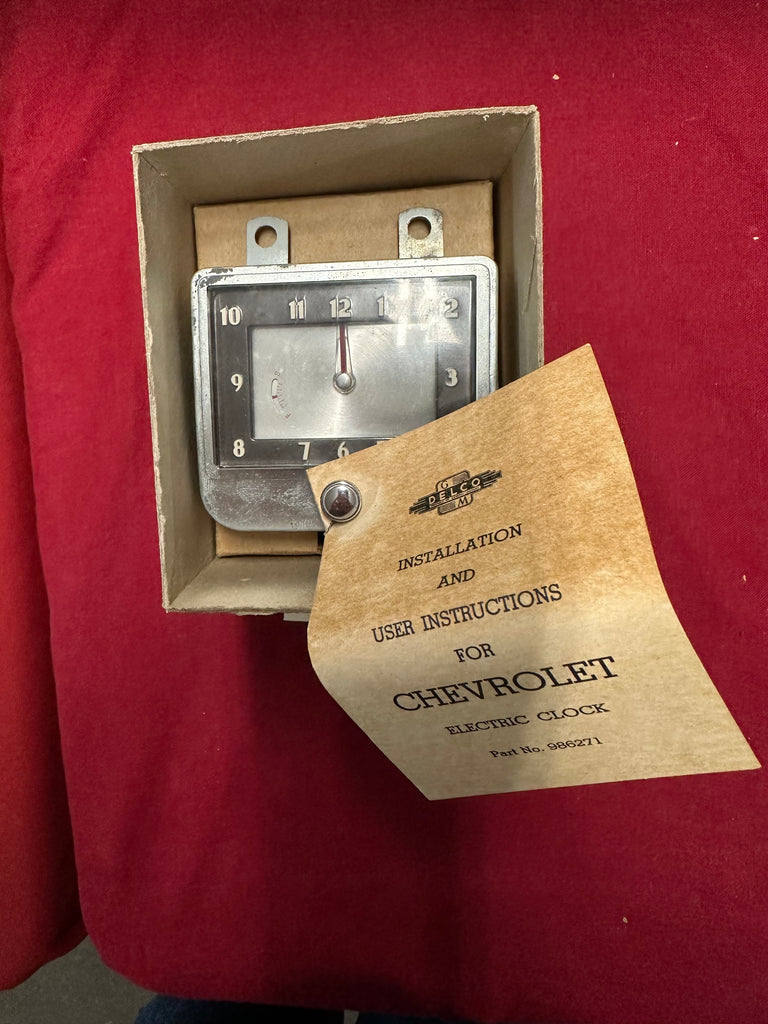 10 11 12 1 2
9 3
8 7 6
G
DELCO
M
INSTALLATION
AND
USER INSTRUCTIONS
FOR
CHEVROLET
ELECTRIC CLOCK
Part No. 986271